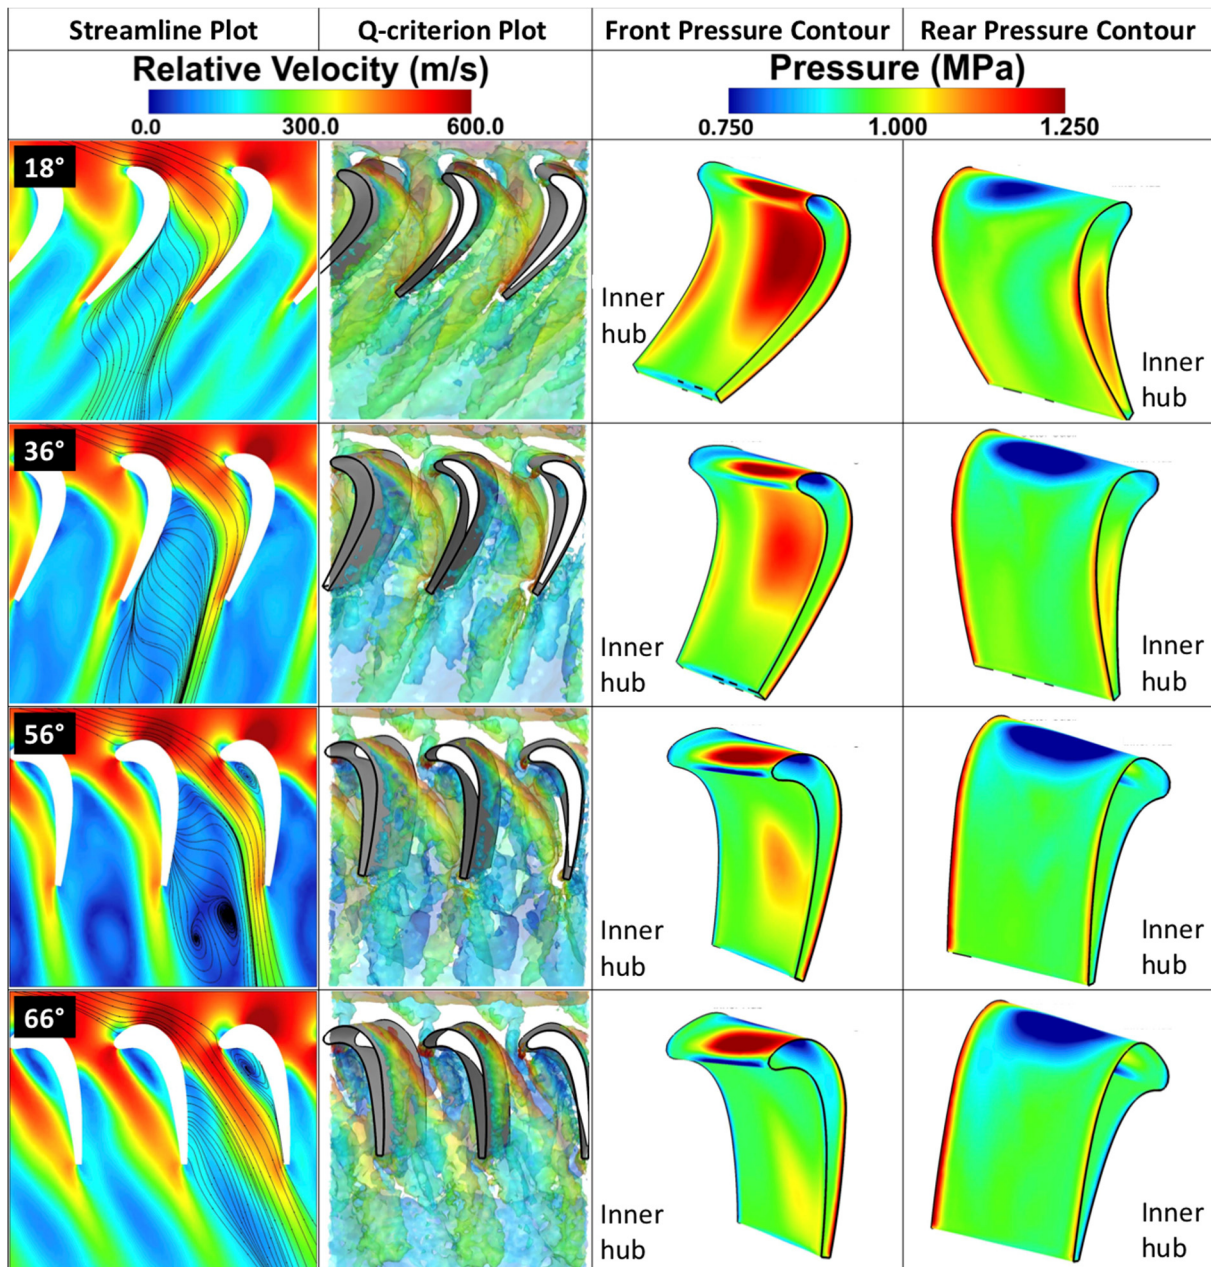 Streamline Plot
Q-criterion Plot
Front Pressure Contour
Rear Pressure Contour
Relative Velocity (m/s)
0.0
300.0
600.0
Pressure (MPa)
0.750
1.000
1.250
18°
Inner
hub
Inner
hub
36°
Inner
hub
Inner
hub
56°
Inner
hub
Inner
hub
66°
Inner
hub
Inner
hub